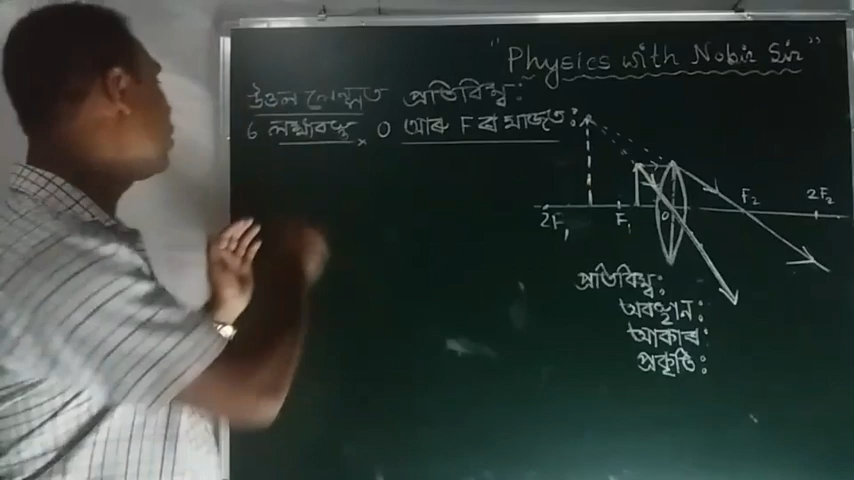 "Physics with Nobir Sir"
উত্তল লেন্সত প্ৰতিবিম্ব:
6 লক্ষ্যবস্তু O আৰু F ৰ মাজত:
2F₁ F₁ O F₂ 2F₂
প্ৰতিবিম্ব:
অৱস্থান:
আকাৰ:
প্ৰকৃতি: